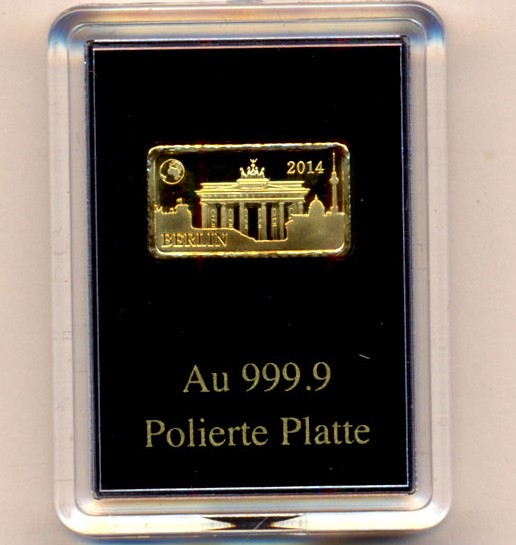 2014
BERLIN
Au 999.9
Polierte Platte